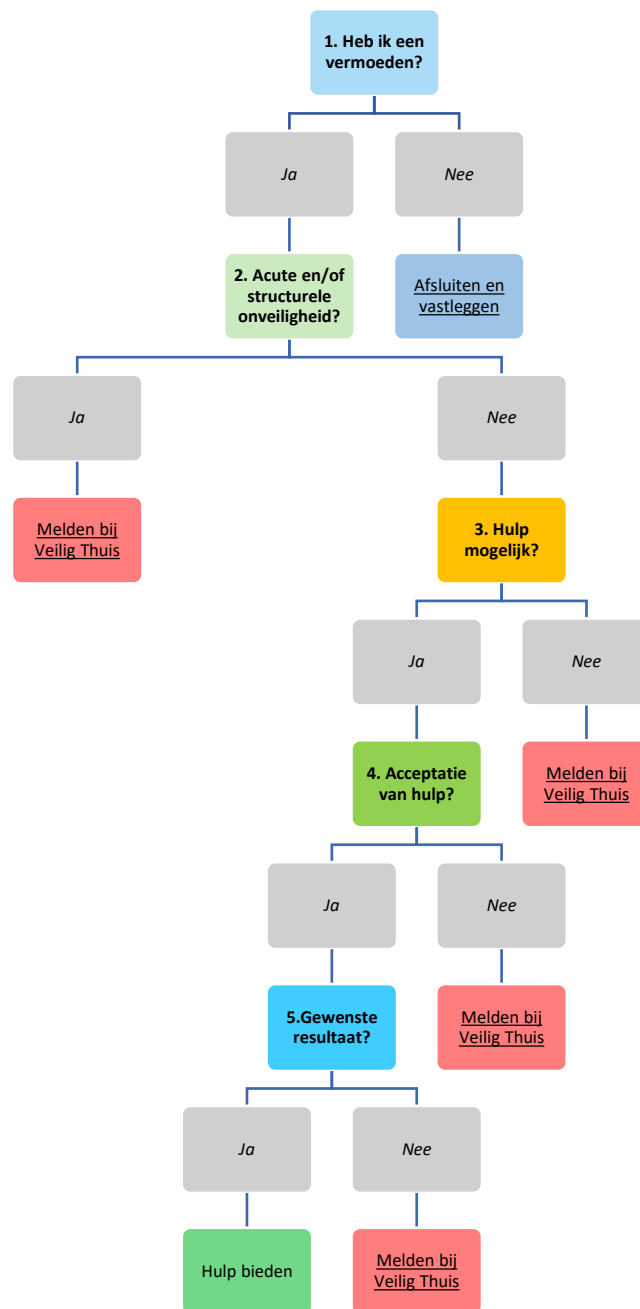 1. Heb ik een
vermoeden?
Ja
Nee
2. Acute en/of
structurele
onveiligheid?
Afsluiten en
vastleggen
Ja
Nee
Melden bij
Veilig Thuis
3. Hulp
mogelijk?
Ja
Nee
4. Acceptatie
van hulp?
Melden bij
Veilig Thuis
Ja
Nee
5.Gewenste
resultaat?
Melden bij
Veilig Thuis
Ja
Nee
Hulp bieden
Melden bij
Veilig Thuis